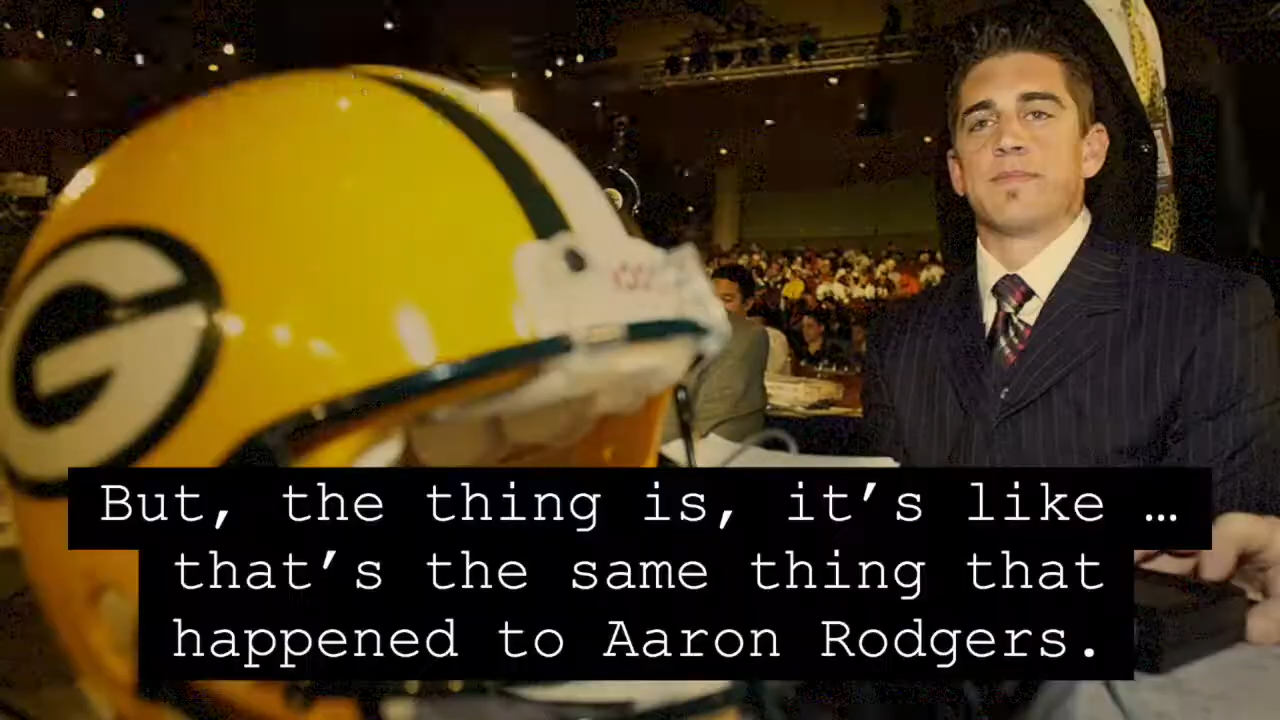 G
But, the thing is, it’s like …
that’s the same thing that
happened to Aaron Rodgers.